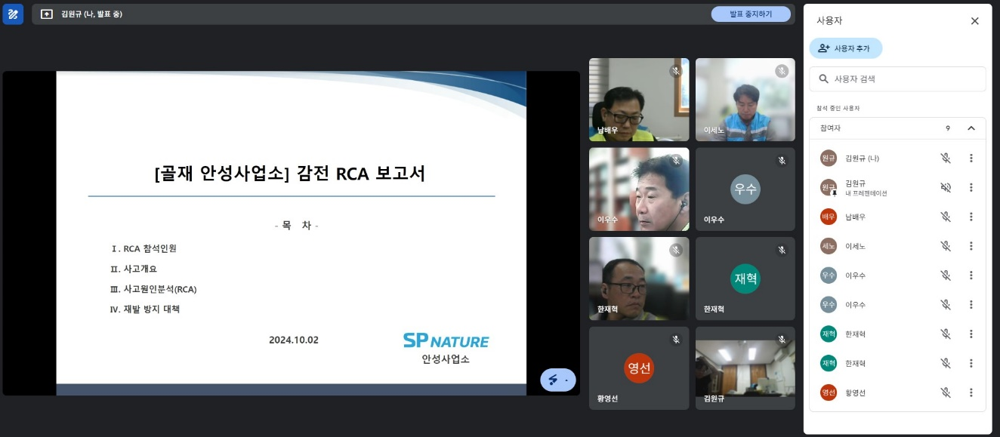 김원규 (나, 발표 중)
발표 중지하기
[골재 안성사업소] 감전 RCA 보고서
- 목 차 -
Ⅰ. RCA 참석인원
Ⅱ. 사고개요
Ⅲ. 사고원인분석(RCA)
Ⅳ. 재발 방지 대책
2024.10.02
SP NATURE
안성사업소
남배우
이세노
이우수
우수
이우수
한재혁
재혁
한재혁
영선
황영선
김원규
사용자
사용자 추가
사용자 검색
참석 중인 사용자
참여자 9
원규 김원규 (나)
원규 김원규
내 프레젠테이션
배우 남배우
세노 이세노
우수 이우수
우수 이우수
재혁 한재혁
재혁 한재혁
영선 황영선